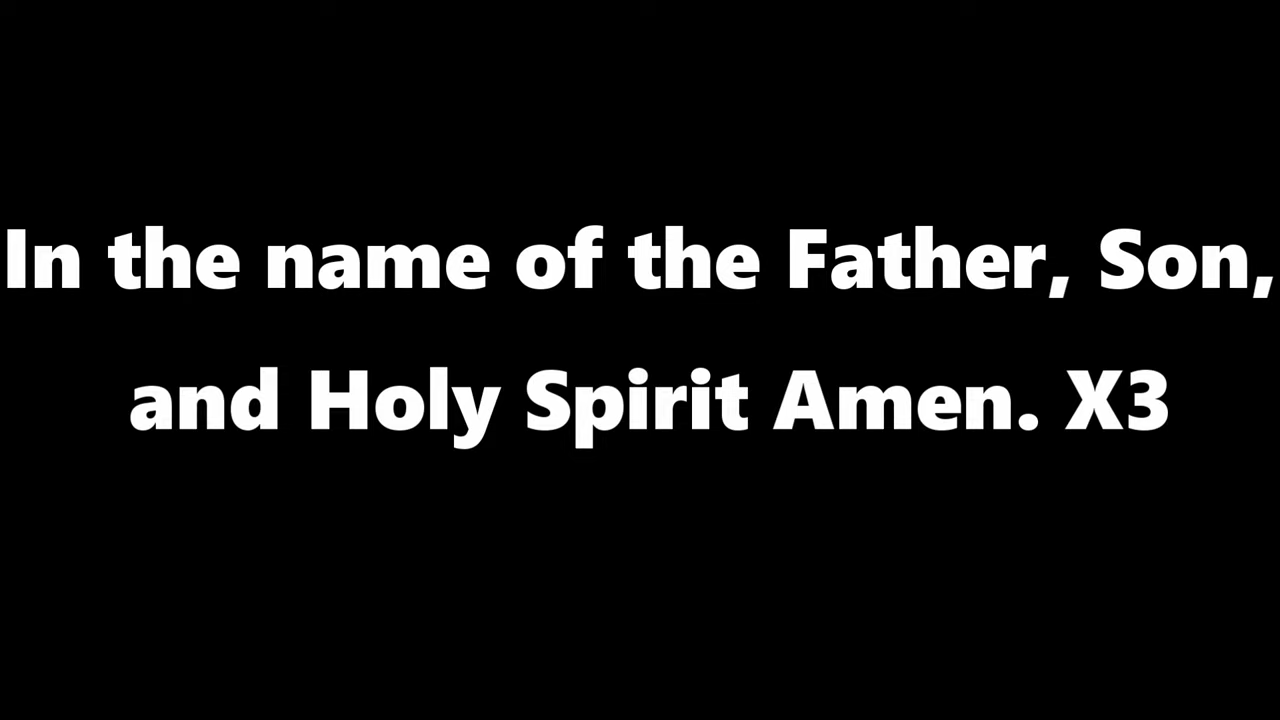 In the name of the Father, Son,
and Holy Spirit Amen. X3